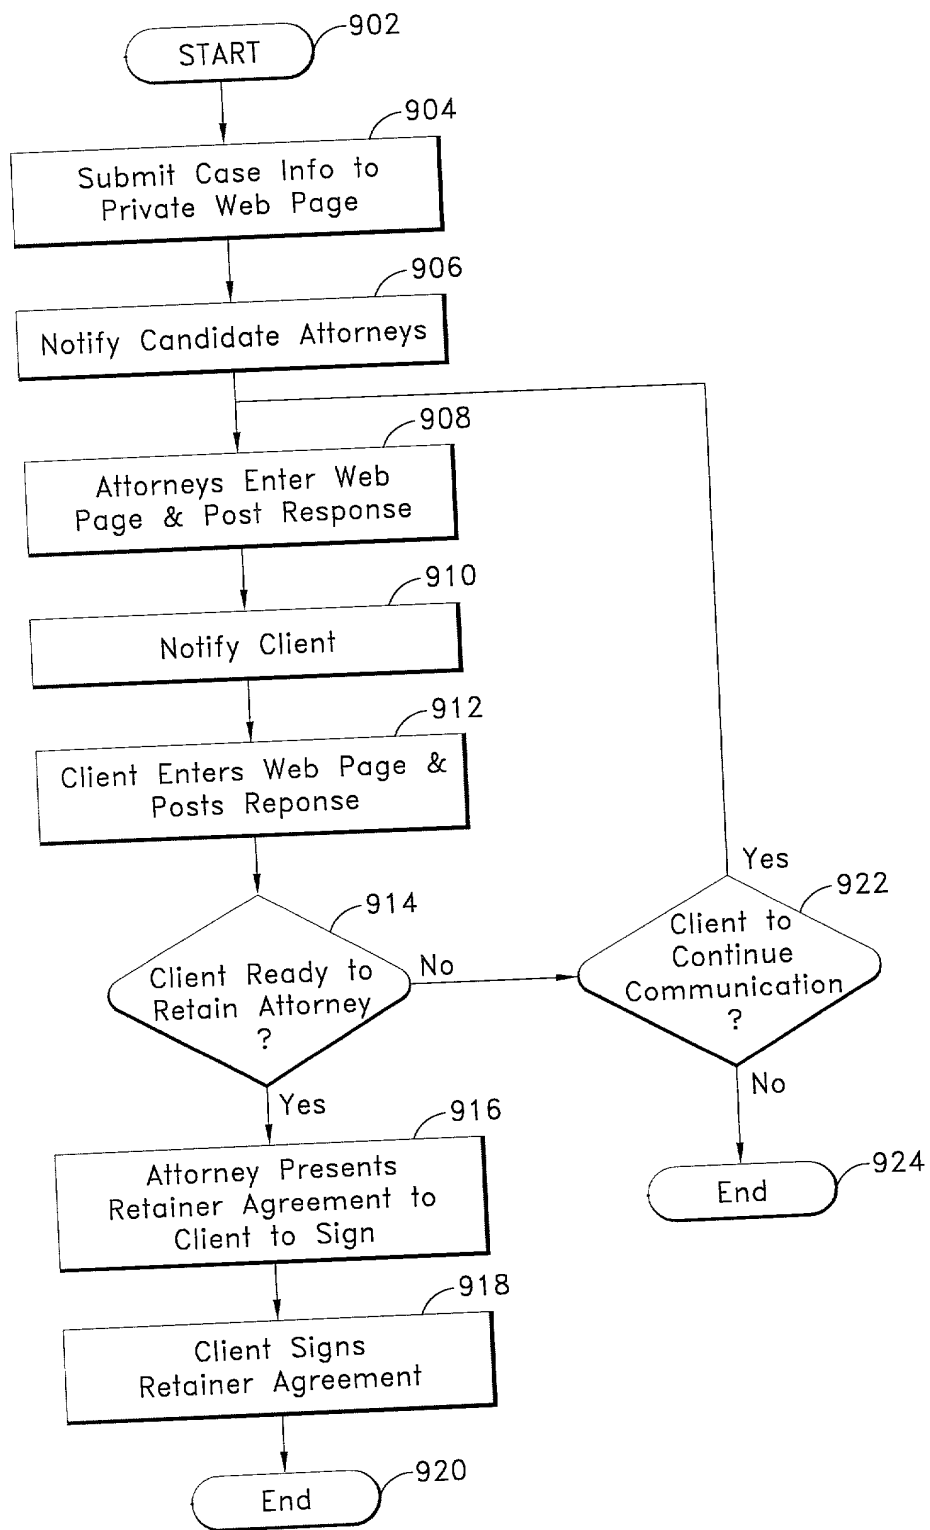 START
902
904
Submit Case Info to
Private Web Page
906
Notify Candidate Attorneys
908
Attorneys Enter Web
Page & Post Response
910
Notify Client
912
Client Enters Web Page &
Posts Reponse
914
Client Ready to
Retain Attorney
?
No
Yes
922
Client to
Continue
Communication
?
Yes
No
924
End
916
Attorney Presents
Retainer Agreement to
Client to Sign
918
Client Signs
Retainer Agreement
920
End